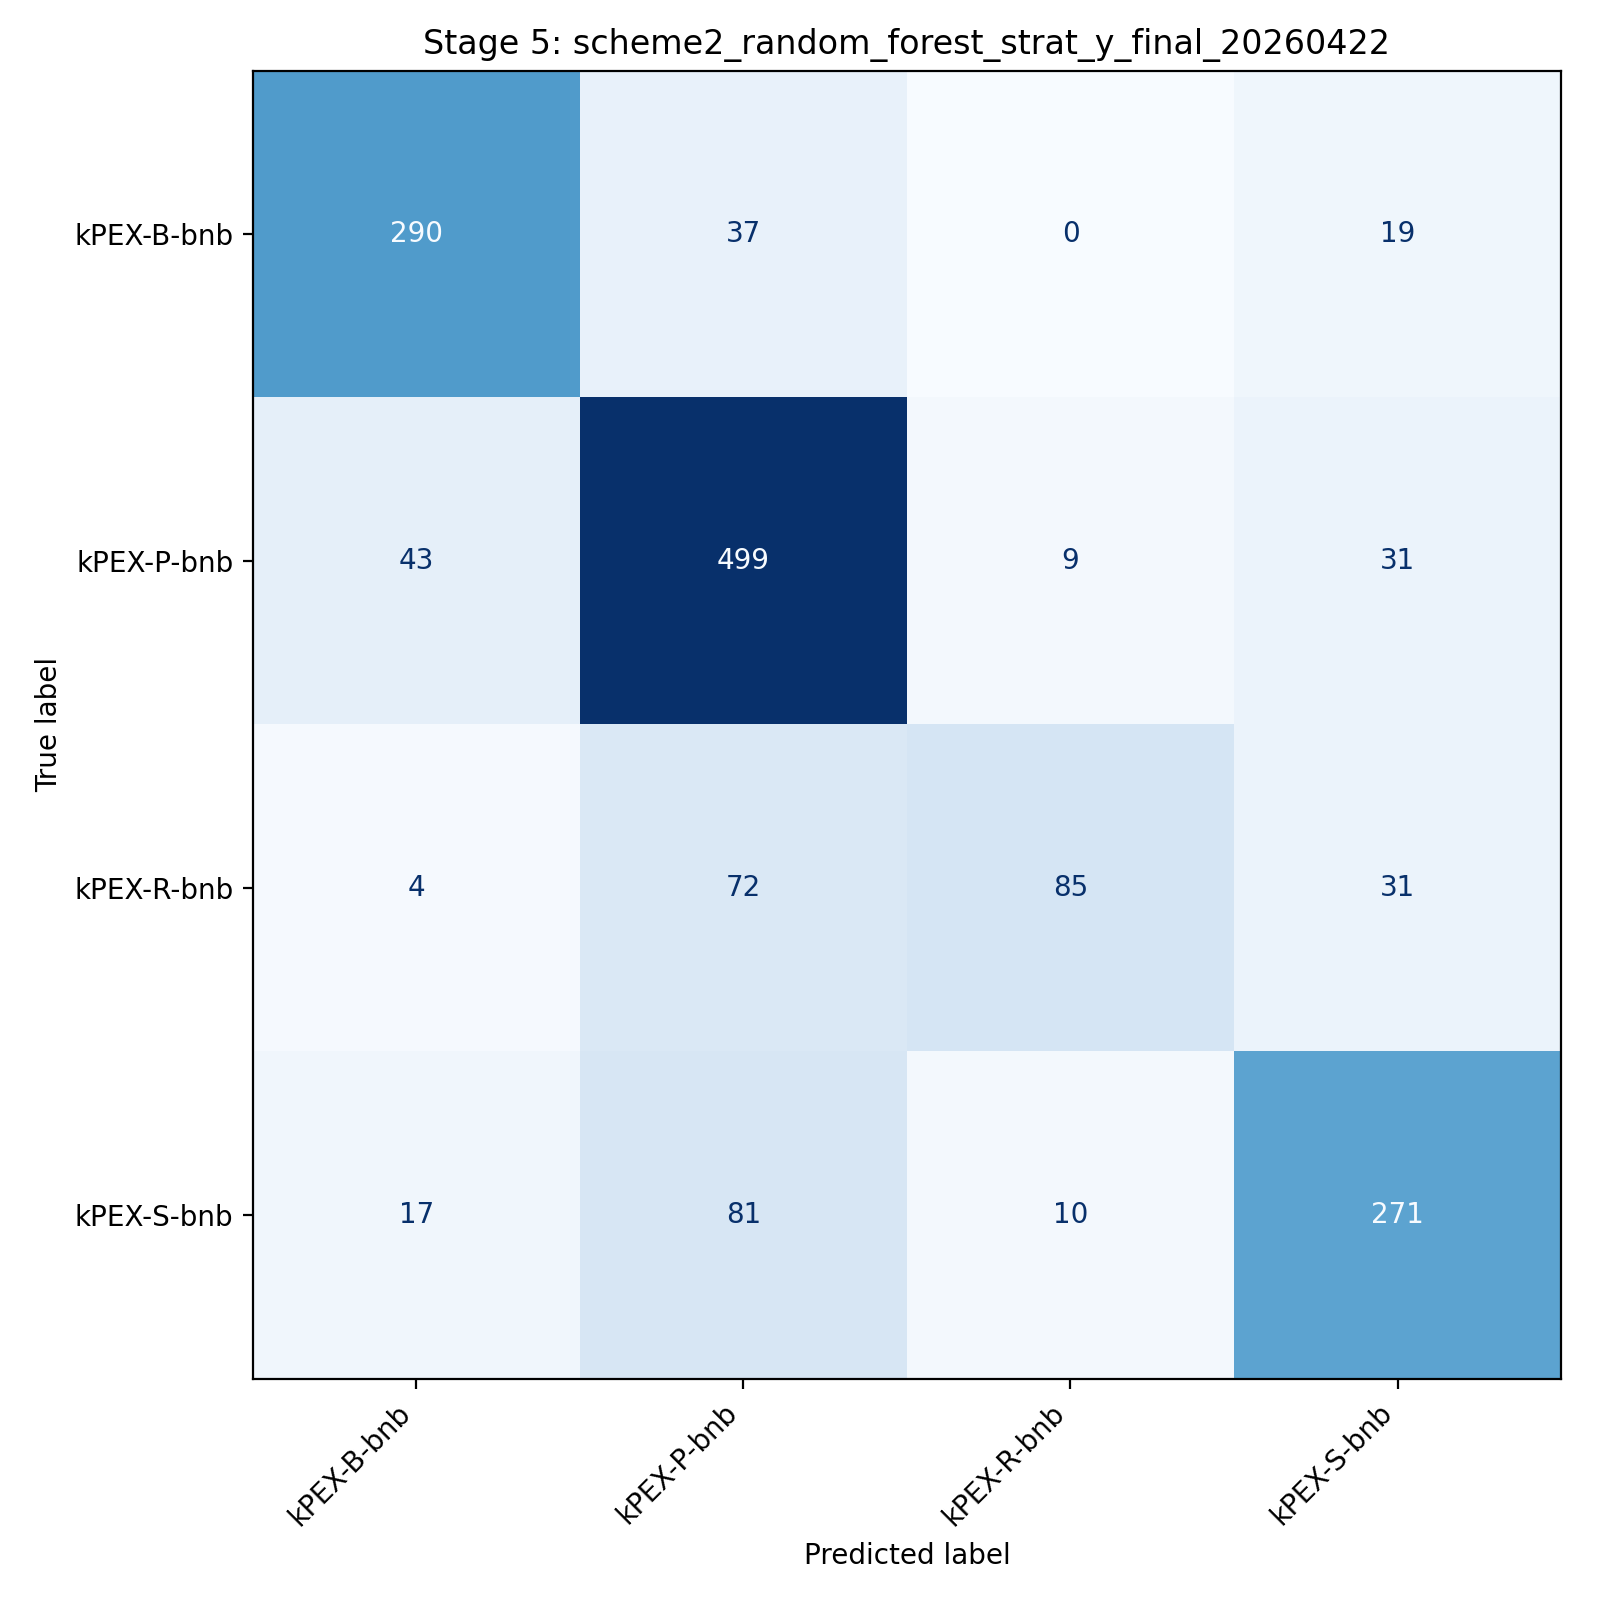 Stage 5: scheme2_random_forest_strat_y_final_20260422
kPEX-B-bnb 290 37 0 19
kPEX-P-bnb 43 499 9 31
kPEX-R-bnb 4 72 85 31
kPEX-S-bnb 17 81 10 271
True label
kPEX-B-bnb kPEX-P-bnb kPEX-R-bnb kPEX-S-bnb
Predicted label